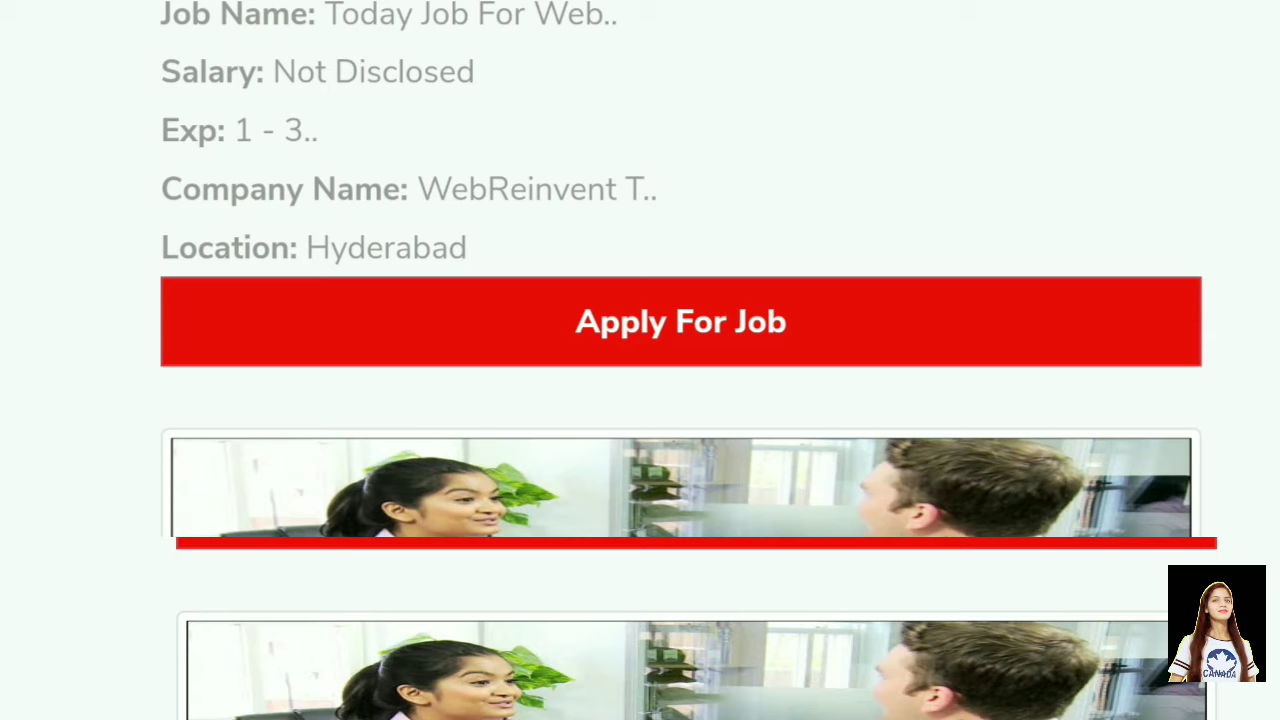 Job Name: Today Job For Web..
Salary: Not Disclosed
Exp: 1 - 3..
Company Name: WebReinvent T..
Location: Hyderabad
Apply For Job
CANADA